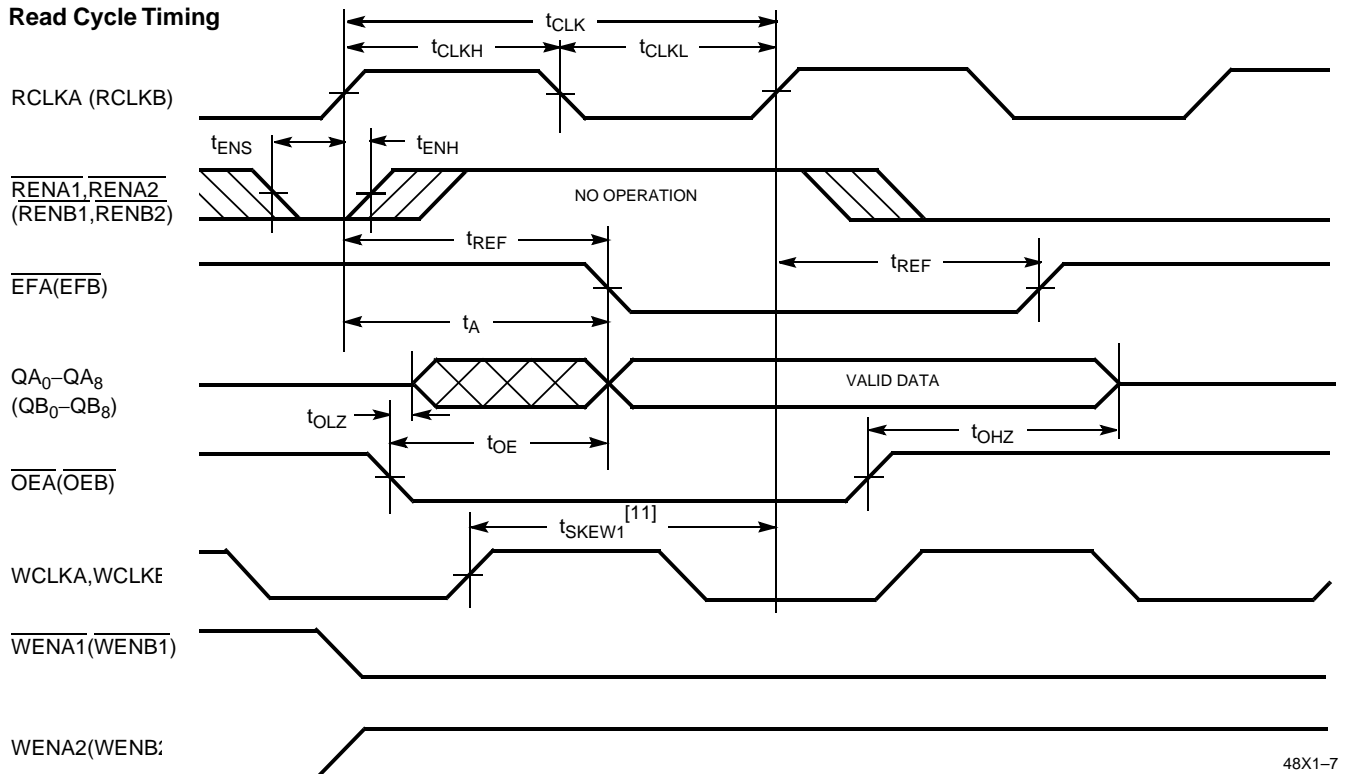 Read Cycle Timing
tCLK
tCLKH
tCLKL
RCLKA (RCLKB)
tENS
tENH
RENA1,RENA2
(RENB1,RENB2)
NO OPERATION
tREF
tREF
EFA(EFB)
tA
QA0–QA8
(QB0–QB8)
VALID DATA
tOLZ
tOE
tOHZ
OEA(OEB)
tSKEW1[11]
WCLKA,WCLKE
WENA1(WENB1)
WENA2(WENB2
48X1–7